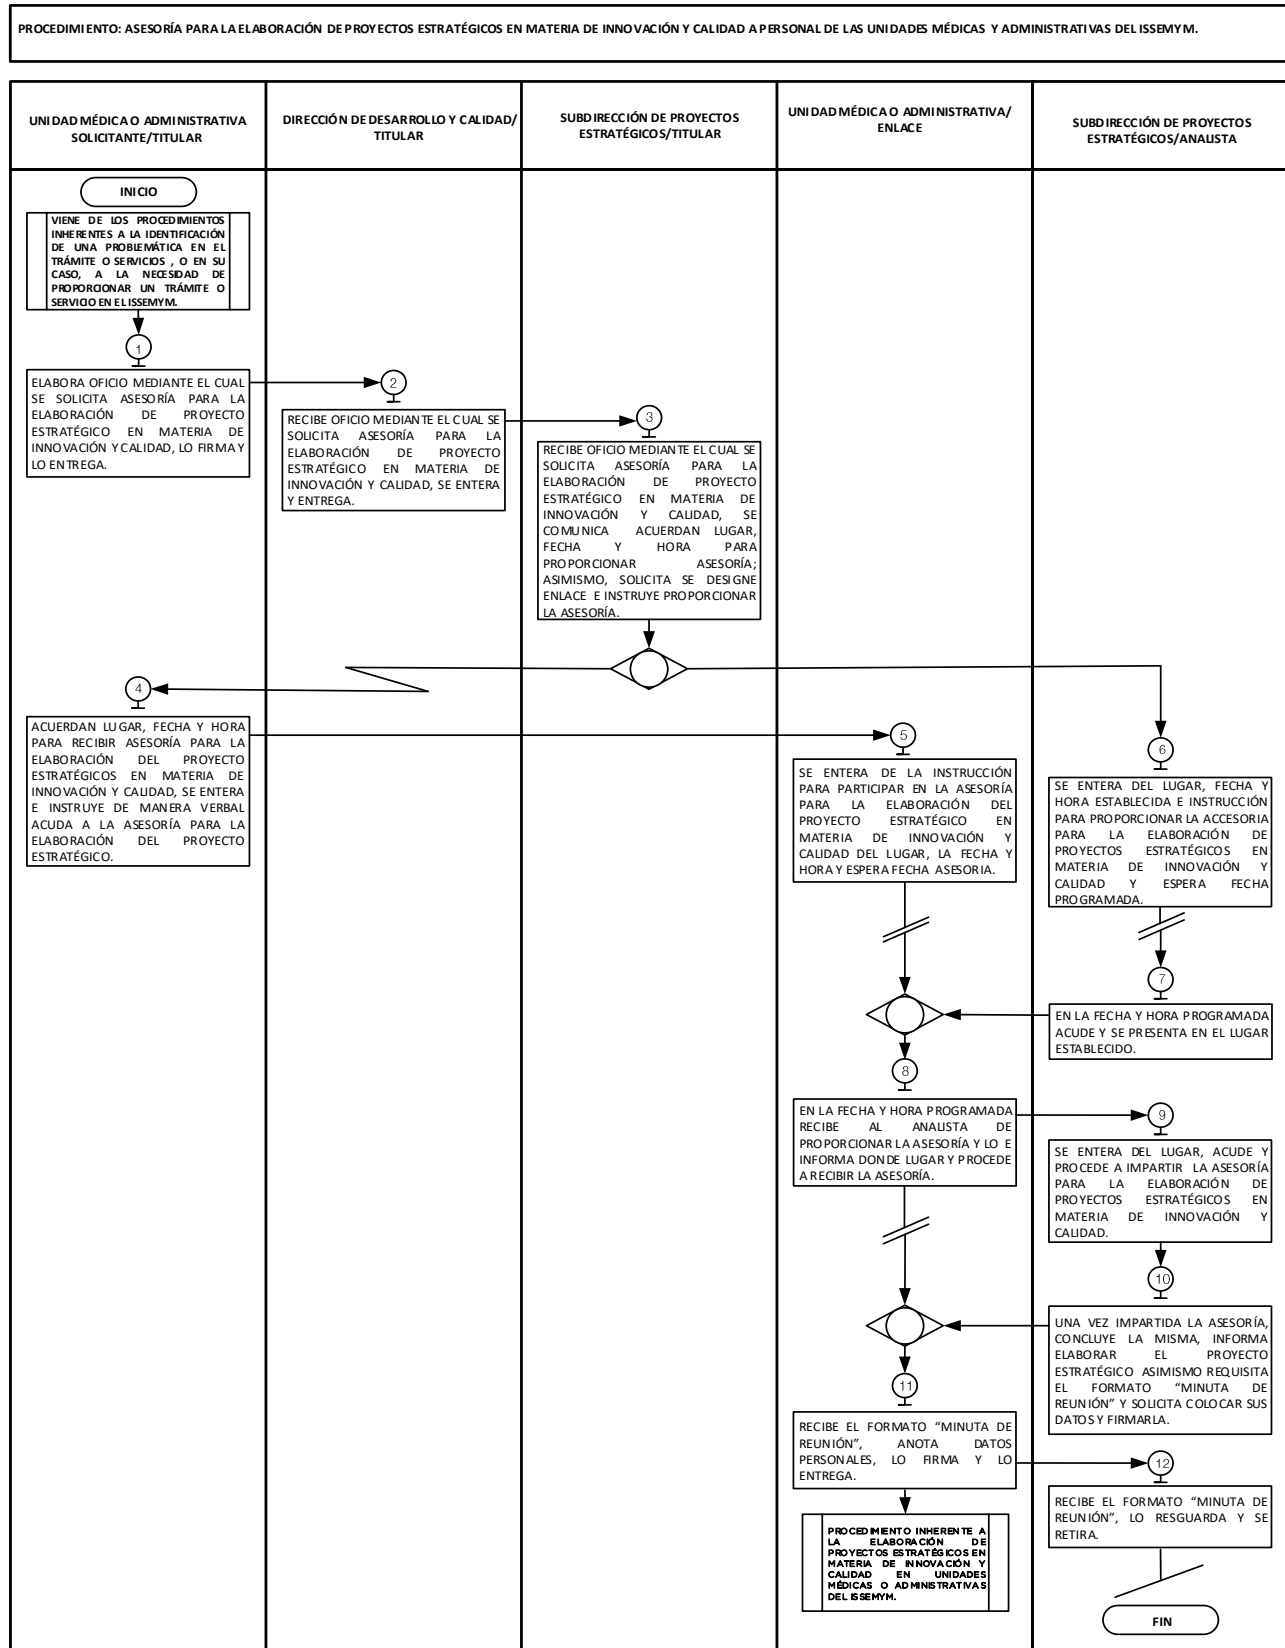 PROCEDIMIENTO: ASESORÍA PARA LA ELABORACIÓN DE PROYECTOS ESTRATÉGICOS EN MATERIA DE INNOVACIÓN Y CALIDAD A PERSONAL DE LAS UNIDADES MÉDICAS Y ADMINISTRATIVAS DEL ISSEMYM.
UNIDAD MÉDICA O ADMINISTRATIVA
SOLICITANTE/TITULAR
DIRECCIÓN DE DESARROLLO Y CALIDAD/
TITULAR
SUBDIRECCIÓN DE PROYECTOS
ESTRATÉGICOS/TITULAR
UNIDAD MÉDICA O ADMINISTRATIVA/
ENLACE
SUBDIRECCIÓN DE PROYECTOS
ESTRATÉGICOS/ANALISTA
INICIO
VIENE DE LOS PROCEDIMIENTOS
INHERENTES A LA IDENTIFICACIÓN
DE UNA PROBLEMÁTICA EN EL
TRÁMITE O SERVICIOS , O EN SU
CASO, A LA NECESIDAD DE
PROPORCIONAR UN TRÁMITE O
SERVICIO EN EL ISSEMYM.
1
ELABORA OFICIO MEDIANTE EL CUAL
SE SOLICITA ASESORÍA PARA LA
ELABORACIÓN DE PROYECTO
ESTRATÉGICO EN MATERIA DE
INNOVACIÓN Y CALIDAD, LO FIRMA Y
LO ENTREGA.
2
RECIBE OFICIO MEDIANTE EL CUAL SE
SOLICITA ASESORÍA PARA LA
ELABORACIÓN DE PROYECTO
ESTRATÉGICO EN MATERIA DE
INNOVACIÓN Y CALIDAD, SE ENTERA
Y ENTREGA.
3
RECIBE OFICIO MEDIANTE EL CUAL SE
SOLICITA ASESORÍA PARA LA
ELABORACIÓN DE PROYECTO
ESTRATÉGICO EN MATERIA DE
INNOVACIÓN Y CALIDAD, SE
COMUNICA ACUERDAN LUGAR,
FECHA Y HORA PARA
PROPORCIONAR ASESORÍA;
ASIMISMO, SOLICITA SE DESIGNE
ENLACE E INSTRUYE PROPORCIONAR
LA ASESORÍA.
4
ACUERDAN LUGAR, FECHA Y HORA
PARA RECIBIR ASESORÍA PARA LA
ELABORACIÓN DEL PROYECTO
ESTRATÉGICOS EN MATERIA DE
INNOVACIÓN Y CALIDAD, SE ENTERA
E INSTRUYE DE MANERA VERBAL
ACUDA A LA ASESORÍA PARA LA
ELABORACIÓN DEL PROYECTO
ESTRATÉGICO.
5
SE ENTERA DE LA INSTRUCCIÓN
PARA PARTICIPAR EN LA ASESORÍA
PARA LA ELABORACIÓN DEL
PROYECTO ESTRATÉGICO EN
MATERIA DE INNOVACIÓN Y
CALIDAD DEL LUGAR, LA FECHA Y
HORA Y ESPERA FECHA ASESORIA.
6
SE ENTERA DEL LUGAR, FECHA Y
HORA ESTABLECIDA E INSTRUCCIÓN
PARA PROPORCIONAR LA ACCESORIA
PARA LA ELABORACIÓN DE
PROYECTOS ESTRATÉGICOS EN
MATERIA DE INNOVACIÓN Y
CALIDAD Y ESPERA FECHA
PROGRAMADA.
7
EN LA FECHA Y HORA PROGRAMADA
ACUDE Y SE PRESENTA EN EL LUGAR
ESTABLECIDO.
8
EN LA FECHA Y HORA PROGRAMADA
RECIBE AL ANALISTA DE
PROPORCIONAR LA ASESORÍA Y LO E
INFORMA DONDE LUGAR Y PROCEDE
A RECIBIR LA ASESORÍA.
9
SE ENTERA DEL LUGAR, ACUDE Y
PROCEDE A IMPARTIR LA ASESORÍA
PARA LA ELABORACIÓN DE
PROYECTOS ESTRATÉGICOS EN
MATERIA DE INNOVACIÓN Y
CALIDAD.
10
UNA VEZ IMPARTIDA LA ASESORÍA,
CONCLUYE LA MISMA, INFORMA
ELABORAR EL PROYECTO
ESTRATÉGICO ASIMISMO REQUISITA
EL FORMATO “MINUTA DE
REUNIÓN” Y SOLICITA COLOCAR SUS
DATOS Y FIRMARLA.
11
RECIBE EL FORMATO “MINUTA DE
REUNIÓN”, ANOTA DATOS
PERSONALES, LO FIRMA Y LO
ENTREGA.
12
RECIBE EL FORMATO “MINUTA DE
REUNIÓN”, LO RESGUARDA Y SE
RETIRA.
PROCEDIMIENTO INHERENTE A
LA ELABORACIÓN DE
PROYECTOS ESTRATÉGICOS EN
MATERIA DE INNOVACIÓN Y
CALIDAD EN UNIDADES
MÉDICAS O ADMINISTRATIVAS
DEL ISSEMYM.
FIN